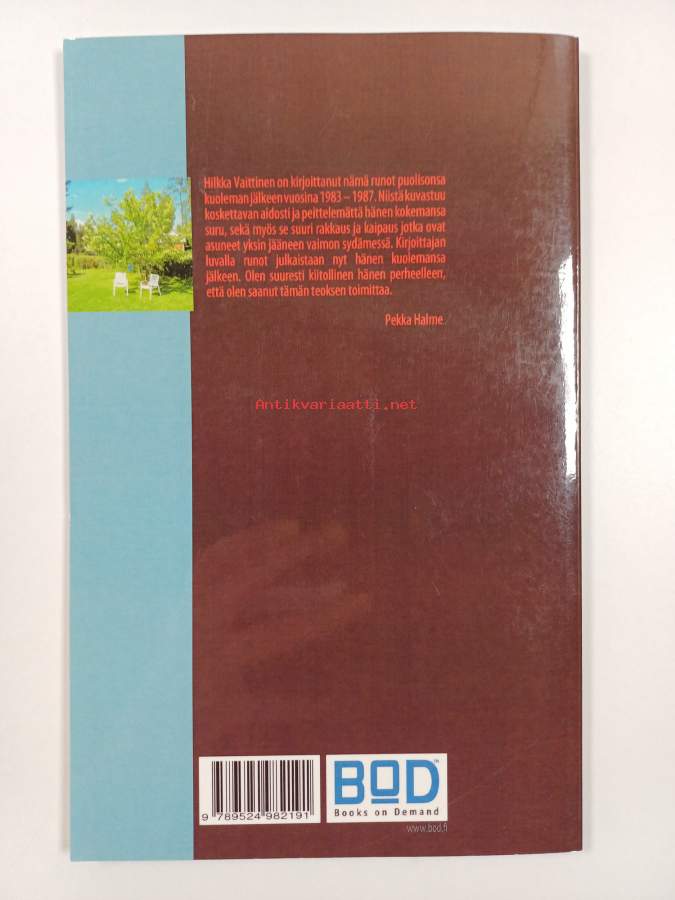 Hilkka Vaittinen on kirjoittanut nämä runot puolisonsa
kuoleman jälkeen vuosina 1983 – 1987. Niistä kuvastuu
koskettavan aidosti ja peittelemättä hänen kokemansa
suru, sekä myös se suuri rakkaus ja kaipaus jotka ovat
asuneet yksin jääneen vaimon sydämessä. Kirjoittajan
luvalla runot julkaistaan nyt hänen kuolemansa
jälkeen. Olen suuresti kiitollinen hänen perheelleen,
että olen saanut tämän teoksen toimittaa.
Pekka Halme
Antikvariaatti.net
9 789524 982191
BOD™
Books on Demand
www.bod.fi